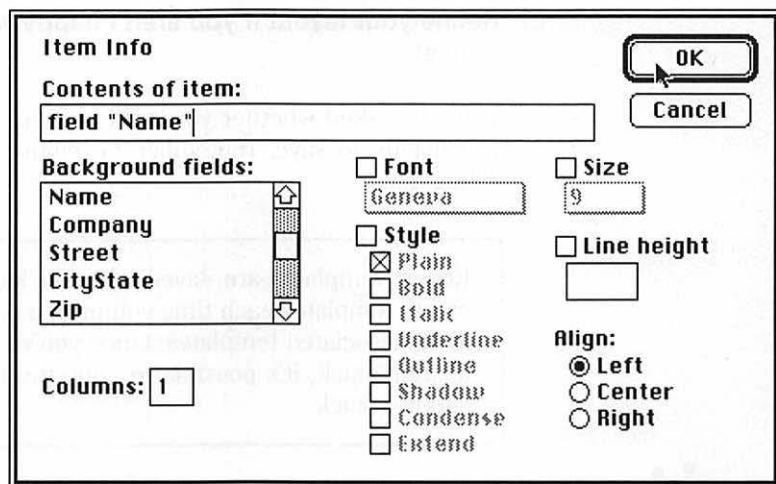 Item Info
OK
Cancel
Contents of item:
field "Name"
Background fields:
Name
Company
Street
CityState
Zip
Columns: 1
Font
Geneva
Style
Plain
Bold
Italic
Underline
Outline
Shadow
Condense
Extend
Size
9
Line height
Align:
Left
Center
Right